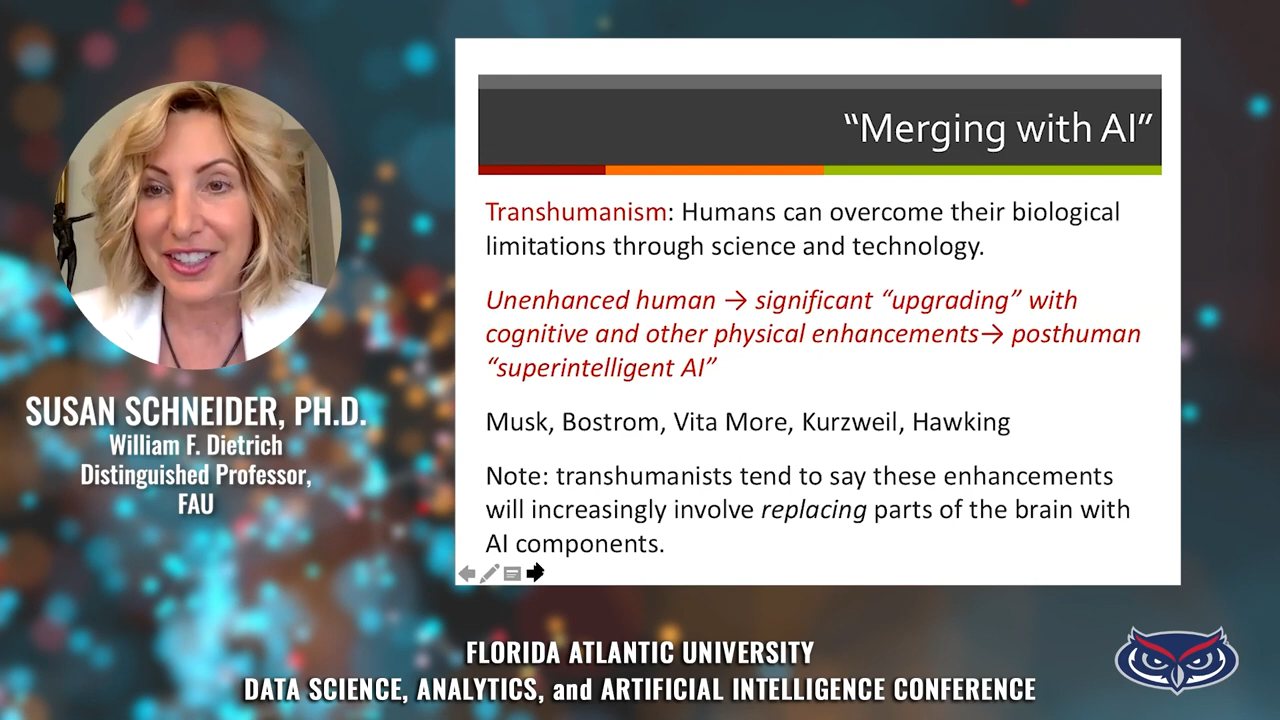 "Merging with AI"
Transhumanism: Humans can overcome their biological
limitations through science and technology.
Unenhanced human → significant "upgrading" with
cognitive and other physical enhancements→ posthuman
"superintelligent AI"
Musk, Bostrom, Vita More, Kurzweil, Hawking
Note: transhumanists tend to say these enhancements
will increasingly involve replacing parts of the brain with
AI components.
SUSAN SCHNEIDER, PH.D.
William F. Dietrich
Distinguished Professor,
FAU
FLORIDA ATLANTIC UNIVERSITY
DATA SCIENCE, ANALYTICS, and ARTIFICIAL INTELLIGENCE CONFERENCE